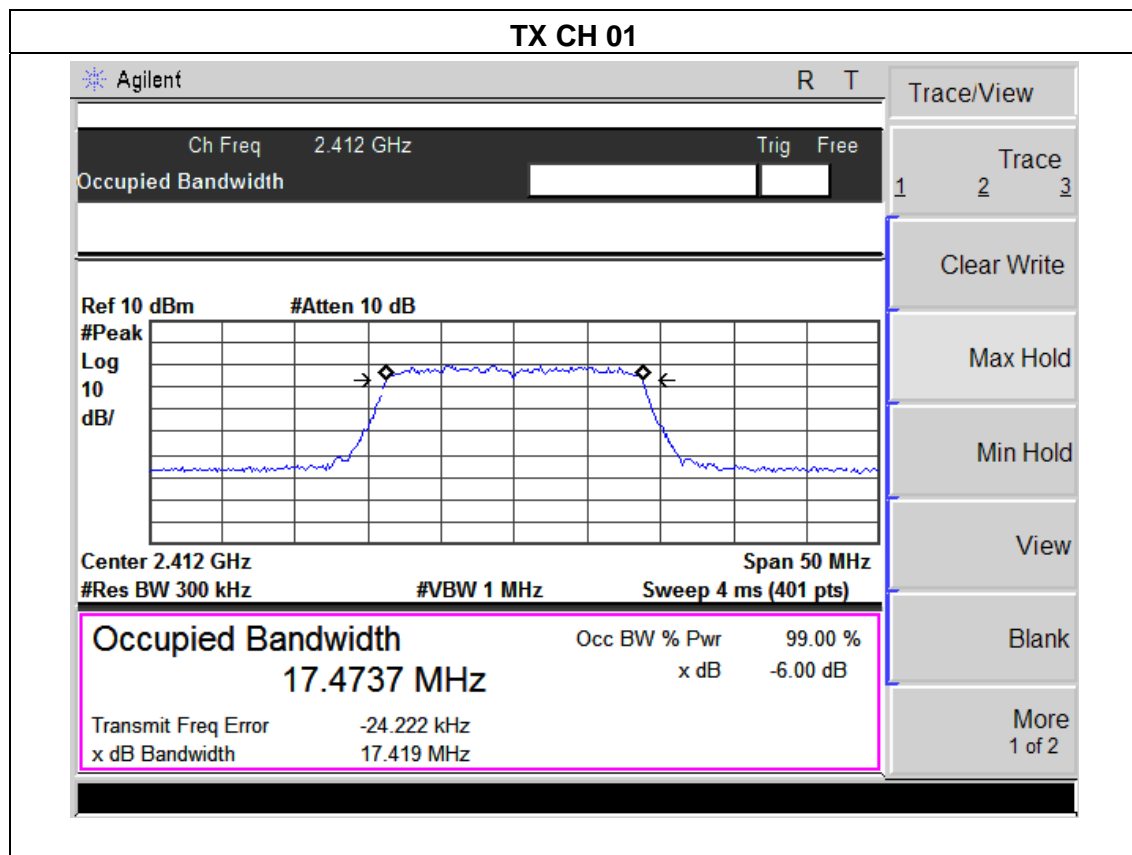 TX CH 01
Agilent R T
Trace/View
Ch Freq 2.412 GHz Trig Free
Occupied Bandwidth
Trace
1 2 3
Clear Write
Ref 10 dBm #Atten 10 dB
#Peak
Log
10
dB/
Max Hold
Min Hold
Center 2.412 GHz Span 50 MHz
#Res BW 300 kHz #VBW 1 MHz Sweep 4 ms (401 pts)
View
Occupied Bandwidth Occ BW % Pwr 99.00 %
17.4737 MHz x dB -6.00 dB
Blank
Transmit Freq Error -24.222 kHz
x dB Bandwidth 17.419 MHz
More
1 of 2